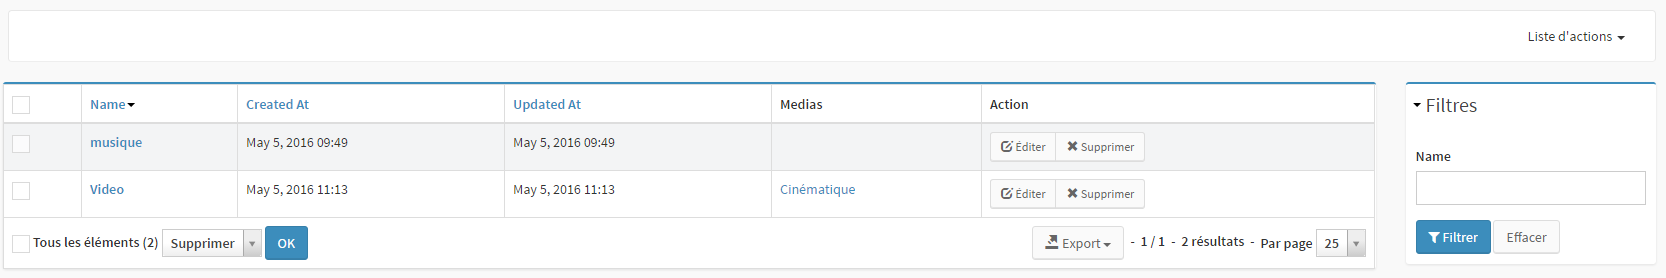 Liste d'actions
Name Created At Updated At Medias Action
musique May 5, 2016 09:49 May 5, 2016 09:49 Éditer Supprimer
Video May 5, 2016 11:13 May 5, 2016 11:13 Cinématique Éditer Supprimer
Tous les éléments (2) Supprimer OK Export - 1 / 1 - 2 résultats - Par page 25
Filtres
Name
Filtrer Effacer